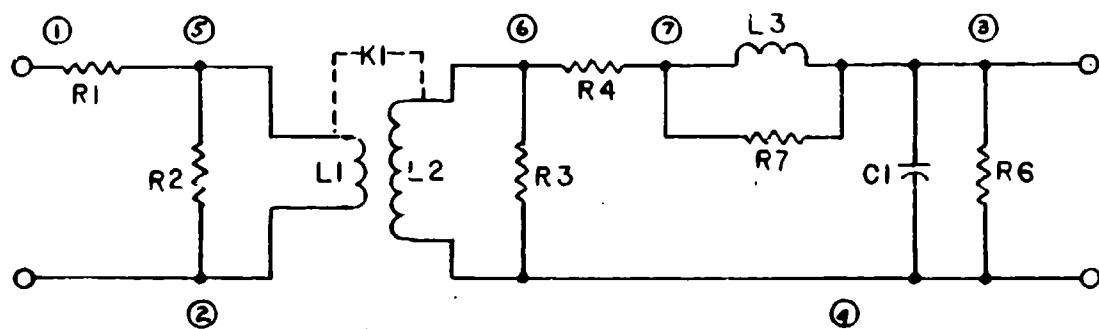 ① ⑤ ⑥ ⑦ L3 ③
K1
R1 R4
R2 L1 L2 R3 R7 C1 R6
② ④